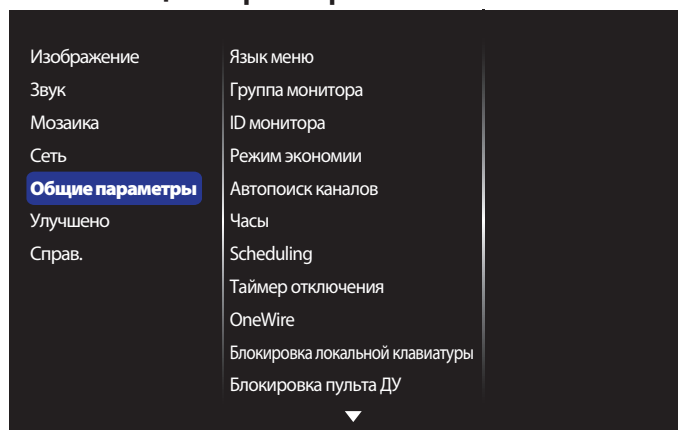 Изображение
Звук
Мозаика
Сеть
Общие параметры
Улучшено
Справ.
Язык меню
Группа монитора
ID монитора
Режим экономии
Автопоиск каналов
Часы
Scheduling
Таймер отключения
OneWire
Блокировка локальной клавиатуры
Блокировка пульта ДУ